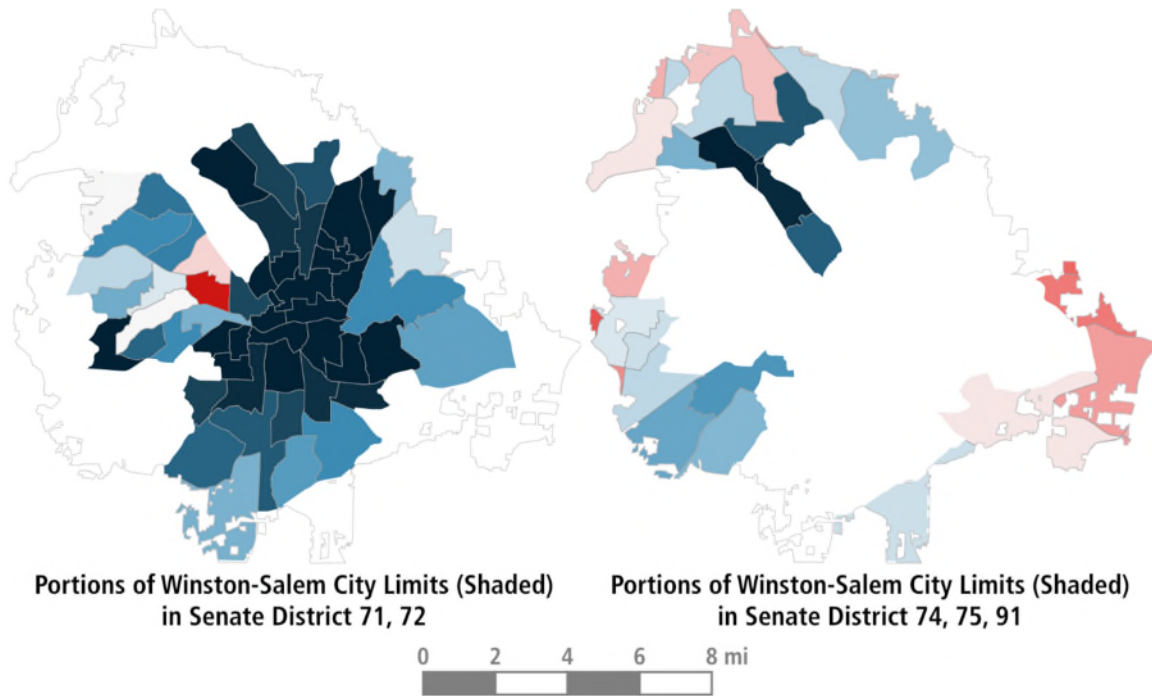 Portions of Winston-Salem City Limits (Shaded)
in Senate District 71, 72
Portions of Winston-Salem City Limits (Shaded)
in Senate District 74, 75, 91
0 2 4 6 8 mi